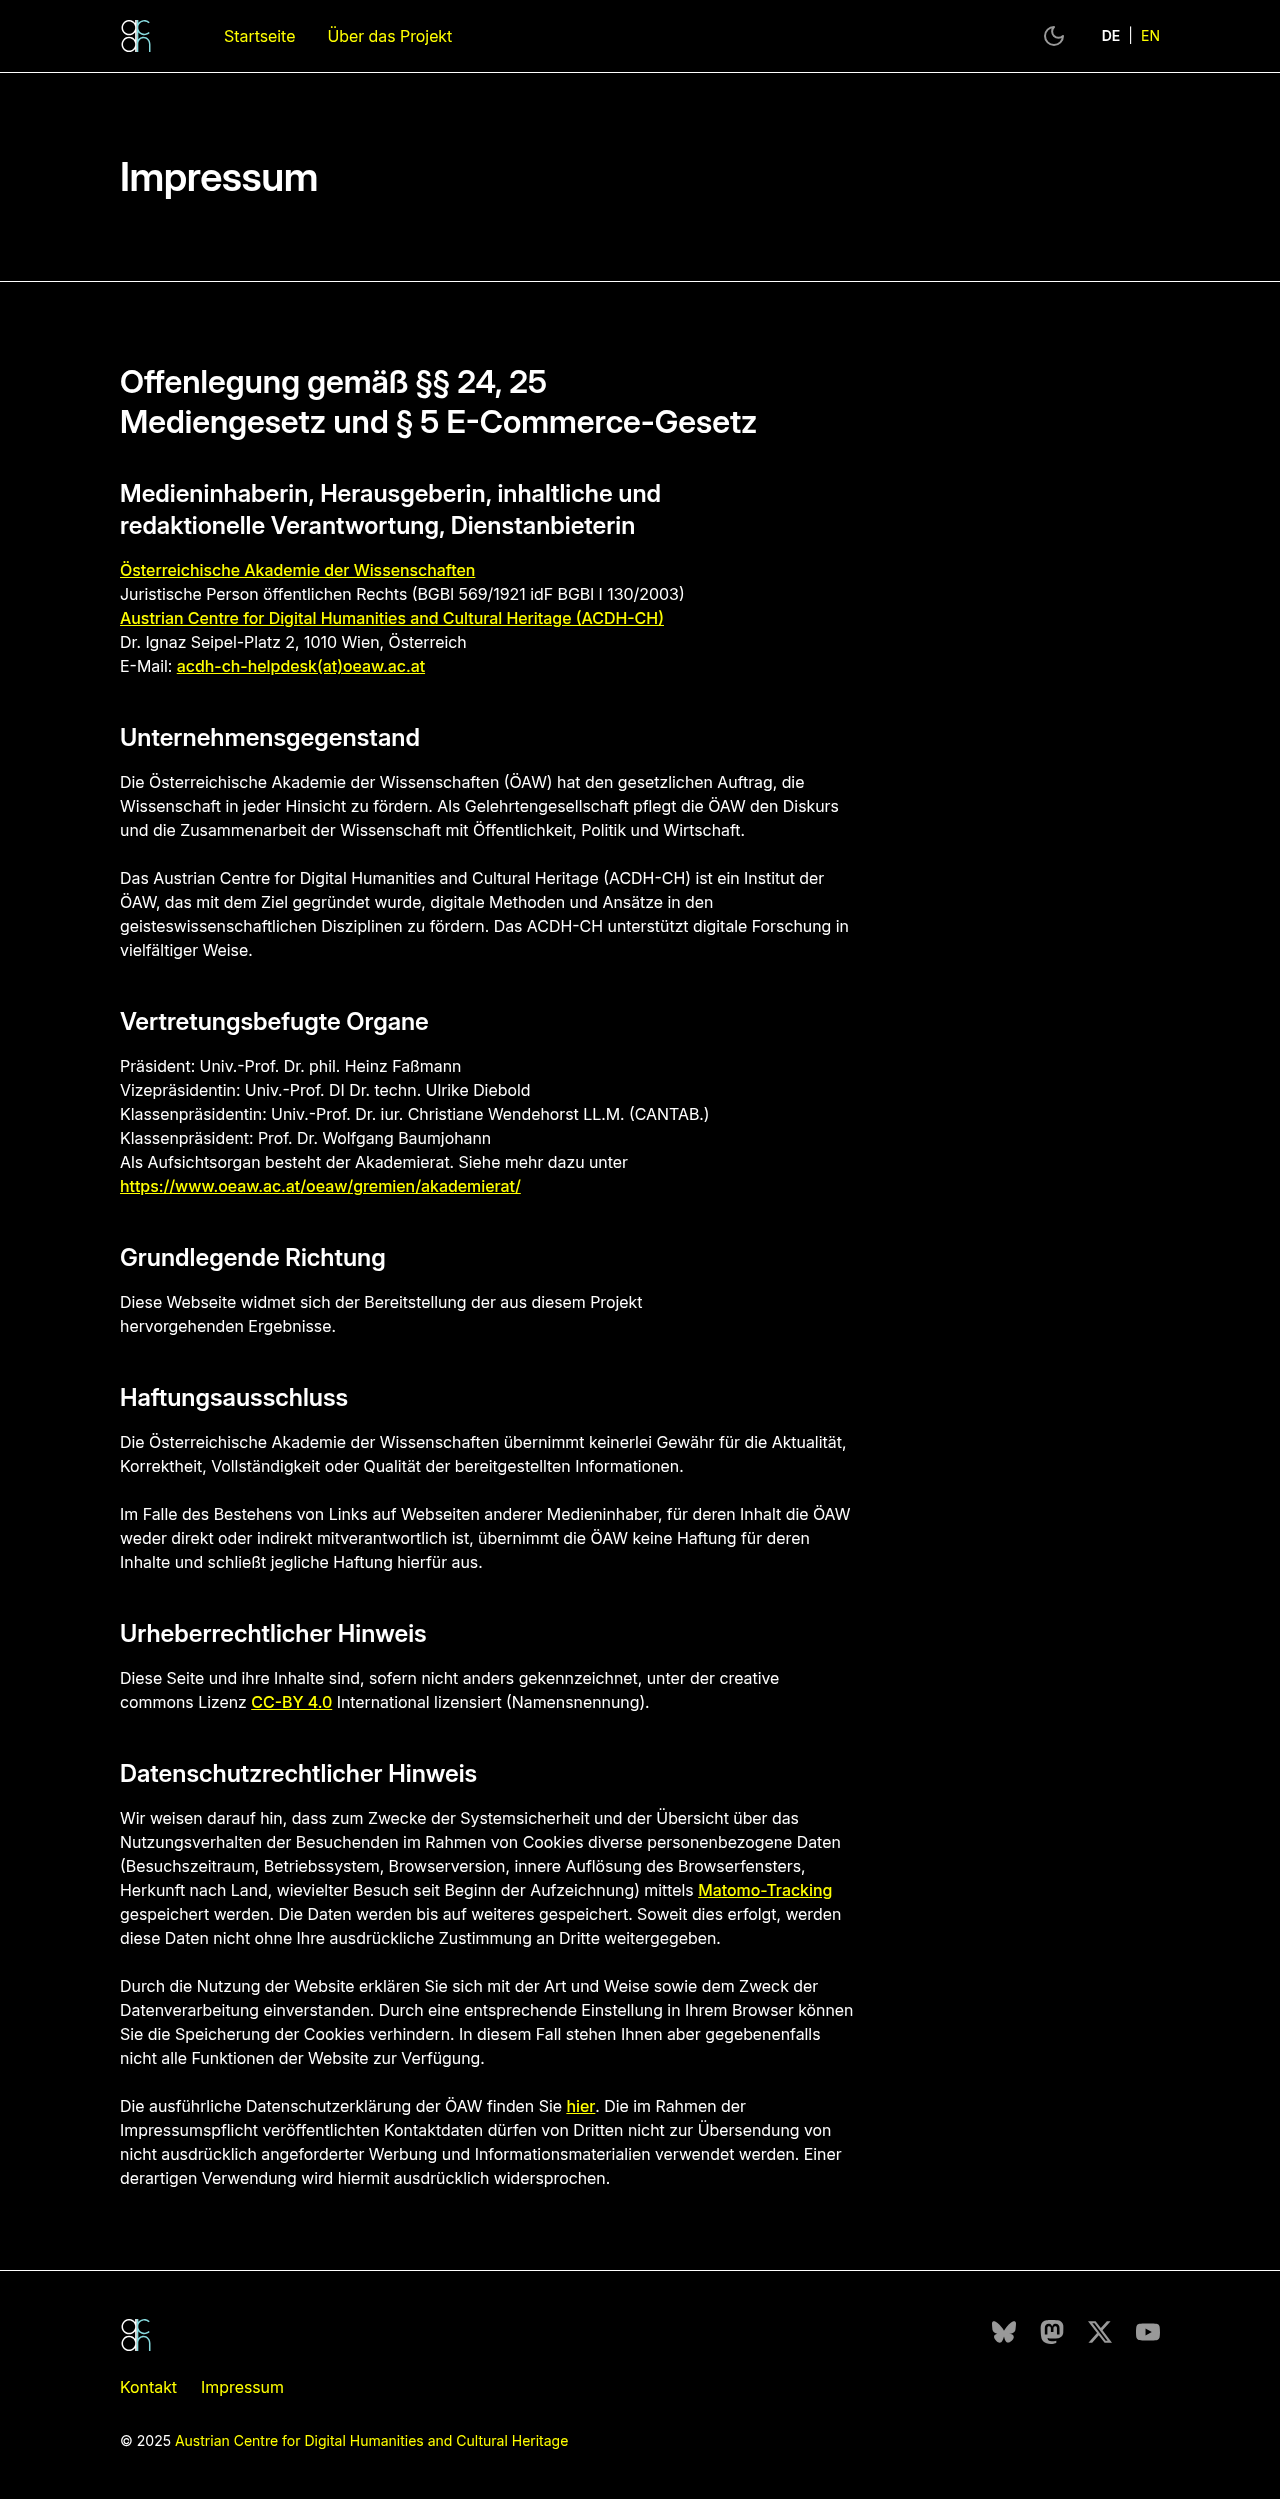 Startseite Über das Projekt DE | EN
Impressum
Offenlegung gemäß §§ 24, 25
Mediengesetz und § 5 E-Commerce-Gesetz
Medieninhaberin, Herausgeberin, inhaltliche und
redaktionelle Verantwortung, Dienstanbieterin
Österreichische Akademie der Wissenschaften
Juristische Person öffentlichen Rechts (BGBl 569/1921 idF BGBl I 130/2003)
Austrian Centre for Digital Humanities and Cultural Heritage (ACDH-CH)
Dr. Ignaz Seipel-Platz 2, 1010 Wien, Österreich
E-Mail: acdh-ch-helpdesk(at)oeaw.ac.at
Unternehmensgegenstand
Die Österreichische Akademie der Wissenschaften (ÖAW) hat den gesetzlichen Auftrag, die
Wissenschaft in jeder Hinsicht zu fördern. Als Gelehrtengesellschaft pflegt die ÖAW den Diskurs
und die Zusammenarbeit der Wissenschaft mit Öffentlichkeit, Politik und Wirtschaft.
Das Austrian Centre for Digital Humanities and Cultural Heritage (ACDH-CH) ist ein Institut der
ÖAW, das mit dem Ziel gegründet wurde, digitale Methoden und Ansätze in den
geisteswissenschaftlichen Disziplinen zu fördern. Das ACDH-CH unterstützt digitale Forschung in
vielfältiger Weise.
Vertretungsbefugte Organe
Präsident: Univ.-Prof. Dr. phil. Heinz Faßmann
Vizepräsidentin: Univ.-Prof. DI Dr. techn. Ulrike Diebold
Klassenpräsidentin: Univ.-Prof. Dr. iur. Christiane Wendehorst LL.M. (CANTAB.)
Klassenpräsident: Prof. Dr. Wolfgang Baumjohann
Als Aufsichtsorgan besteht der Akademierat. Siehe mehr dazu unter
https://www.oeaw.ac.at/oeaw/gremien/akademierat/
Grundlegende Richtung
Diese Webseite widmet sich der Bereitstellung der aus diesem Projekt
hervorgehenden Ergebnisse.
Haftungsausschluss
Die Österreichische Akademie der Wissenschaften übernimmt keinerlei Gewähr für die Aktualität,
Korrektheit, Vollständigkeit oder Qualität der bereitgestellten Informationen.
Im Falle des Bestehens von Links auf Webseiten anderer Medieninhaber, für deren Inhalt die ÖAW
weder direkt oder indirekt mitverantwortlich ist, übernimmt die ÖAW keine Haftung für deren
Inhalte und schließt jegliche Haftung hierfür aus.
Urheberrechtlicher Hinweis
Diese Seite und ihre Inhalte sind, sofern nicht anders gekennzeichnet, unter der creative
commons Lizenz CC-BY 4.0 International lizensiert (Namensnennung).
Datenschutzrechtlicher Hinweis
Wir weisen darauf hin, dass zum Zwecke der Systemsicherheit und der Übersicht über das
Nutzungsverhalten der Besuchenden im Rahmen von Cookies diverse personenbezogene Daten
(Besuchszeitraum, Betriebssystem, Browserversion, innere Auflösung des Browserfensters,
Herkunft nach Land, wievielter Besuch seit Beginn der Aufzeichnung) mittels Matomo-Tracking
gespeichert werden. Die Daten werden bis auf weiteres gespeichert. Soweit dies erfolgt, werden
diese Daten nicht ohne Ihre ausdrückliche Zustimmung an Dritte weitergegeben.
Durch die Nutzung der Website erklären Sie sich mit der Art und Weise sowie dem Zweck der
Datenverarbeitung einverstanden. Durch eine entsprechende Einstellung in Ihrem Browser können
Sie die Speicherung der Cookies verhindern. In diesem Fall stehen Ihnen aber gegebenenfalls
nicht alle Funktionen der Website zur Verfügung.
Die ausführliche Datenschutzerklärung der ÖAW finden Sie hier. Die im Rahmen der
Impressumspflicht veröffentlichten Kontaktdaten dürfen von Dritten nicht zur Übersendung von
nicht ausdrücklich angeforderter Werbung und Informationsmaterialien verwendet werden. Einer
derartigen Verwendung wird hiermit ausdrücklich widersprochen.
Kontakt Impressum
© 2025 Austrian Centre for Digital Humanities and Cultural Heritage